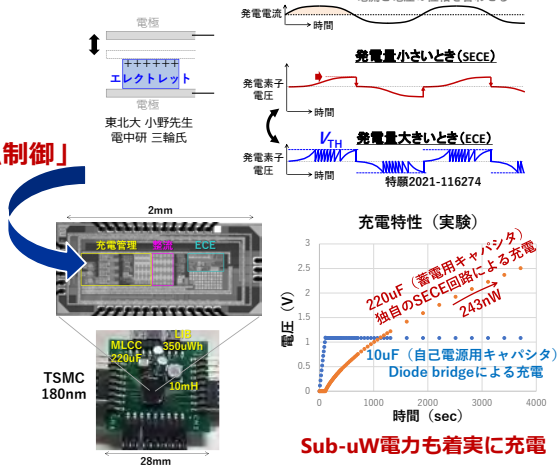 発電電流
時間
電極
++++++
エレクトレット
電極
東北大 小野先生
電中研 三輪氏
発電量小さいとき(SECE)
発電素子
電圧
時間
発電量大きいとき(ECE)
VTH
発電素子
電圧
時間
特願2021-116274
制御」
2mm
充電管理
ECE
MLCC
220uF
LIB
350uWh
10mH
TSMC
180nm
28mm
充電特性（実験）
電圧（V）
3
2.5
2
1.5
1
0.5
0
0
1000
2000
3000
4000
時間（sec）
220uF（蓄電用キャパシタ）
独自のSECE回路による充電
243nW
10uF（自己電源用キャパシタ）
Diode bridgeによる充電
Sub-uW電力も着実に充電